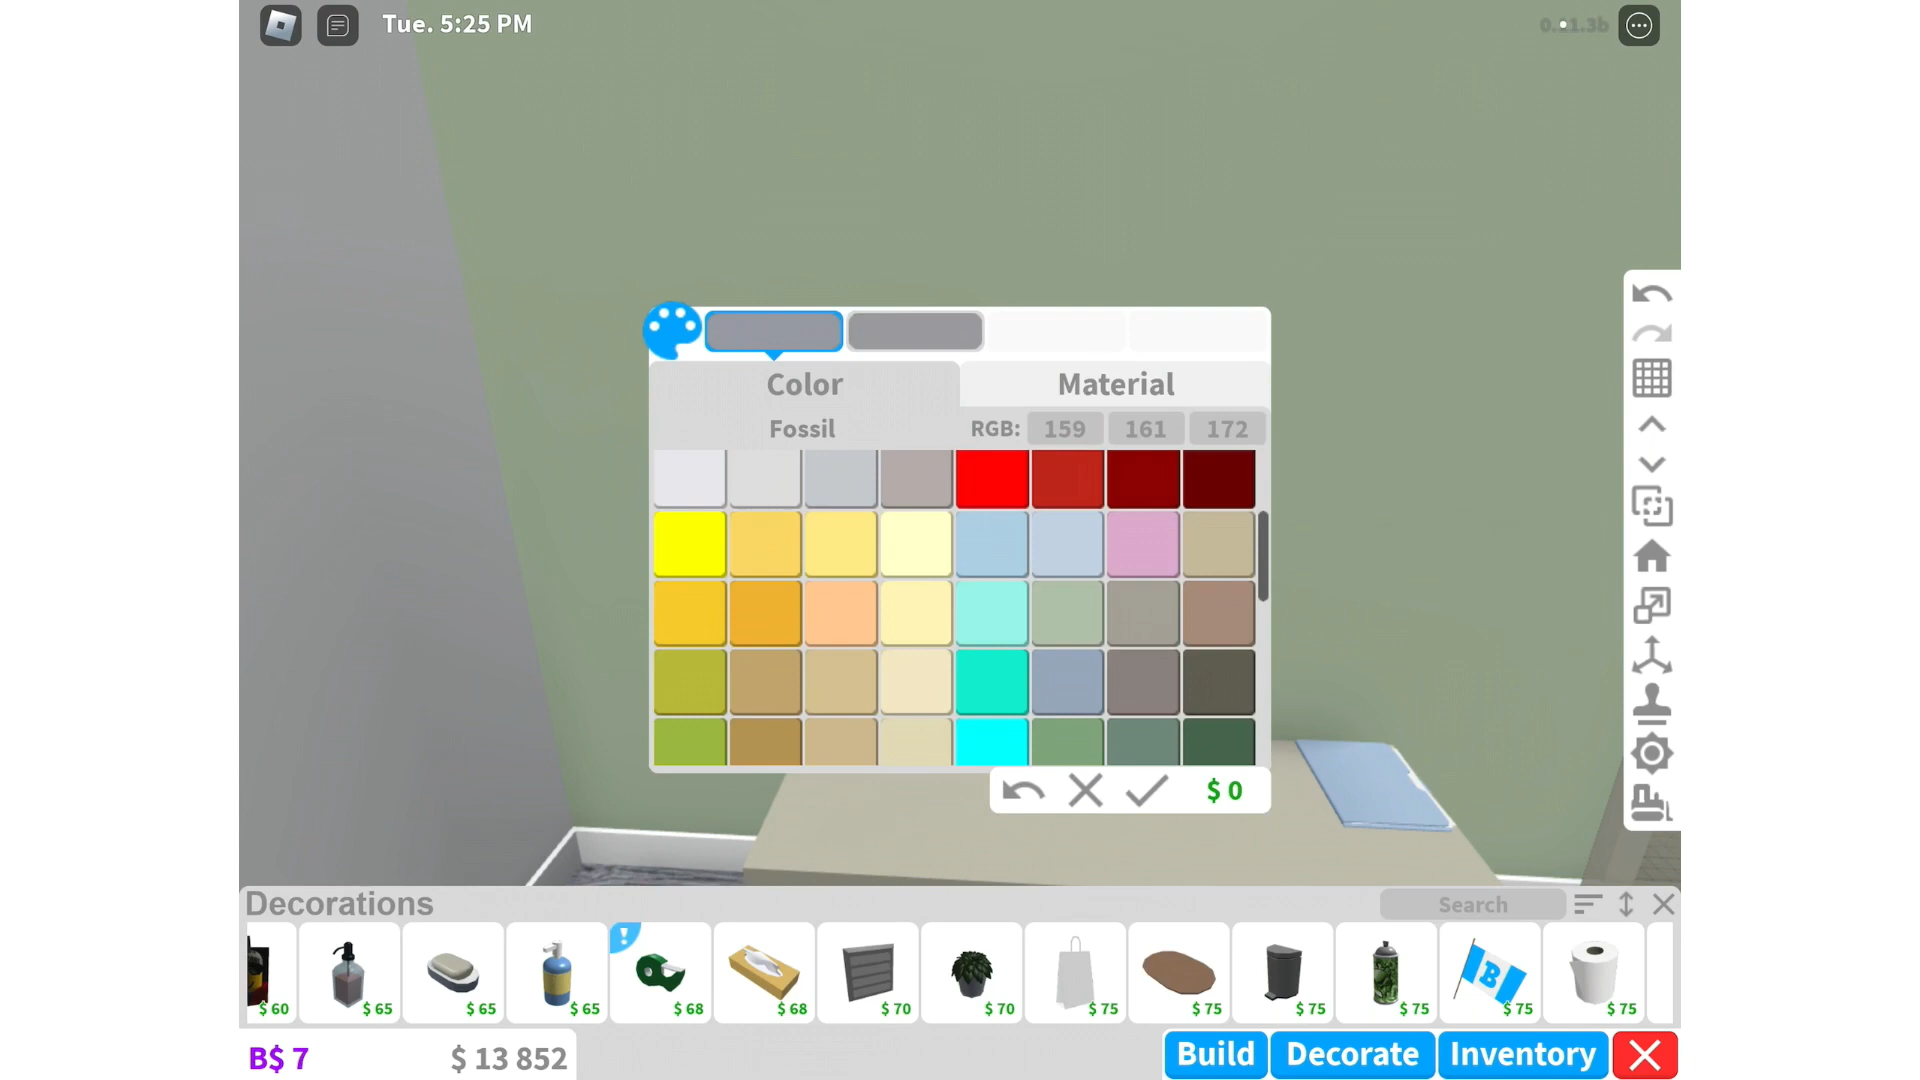 Tue. 5:25 PM
Color
Material
Fossil
RGB: 159 161 172
$ 0
Decorations
Search
$ 60
$ 65
$ 65
$ 65
$ 68
$ 68
$ 70
$ 70
$ 75
$ 75
$ 75
$ 75
B
$ 75
$ 75
B$ 7
$ 13 852
Build
Decorate
Inventory